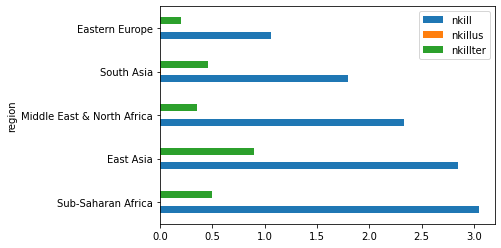 nkill
nkillus
nkillter
Eastern Europe
South Asia
Middle East & North Africa
East Asia
Sub-Saharan Africa
region
0.0 0.5 1.0 1.5 2.0 2.5 3.0